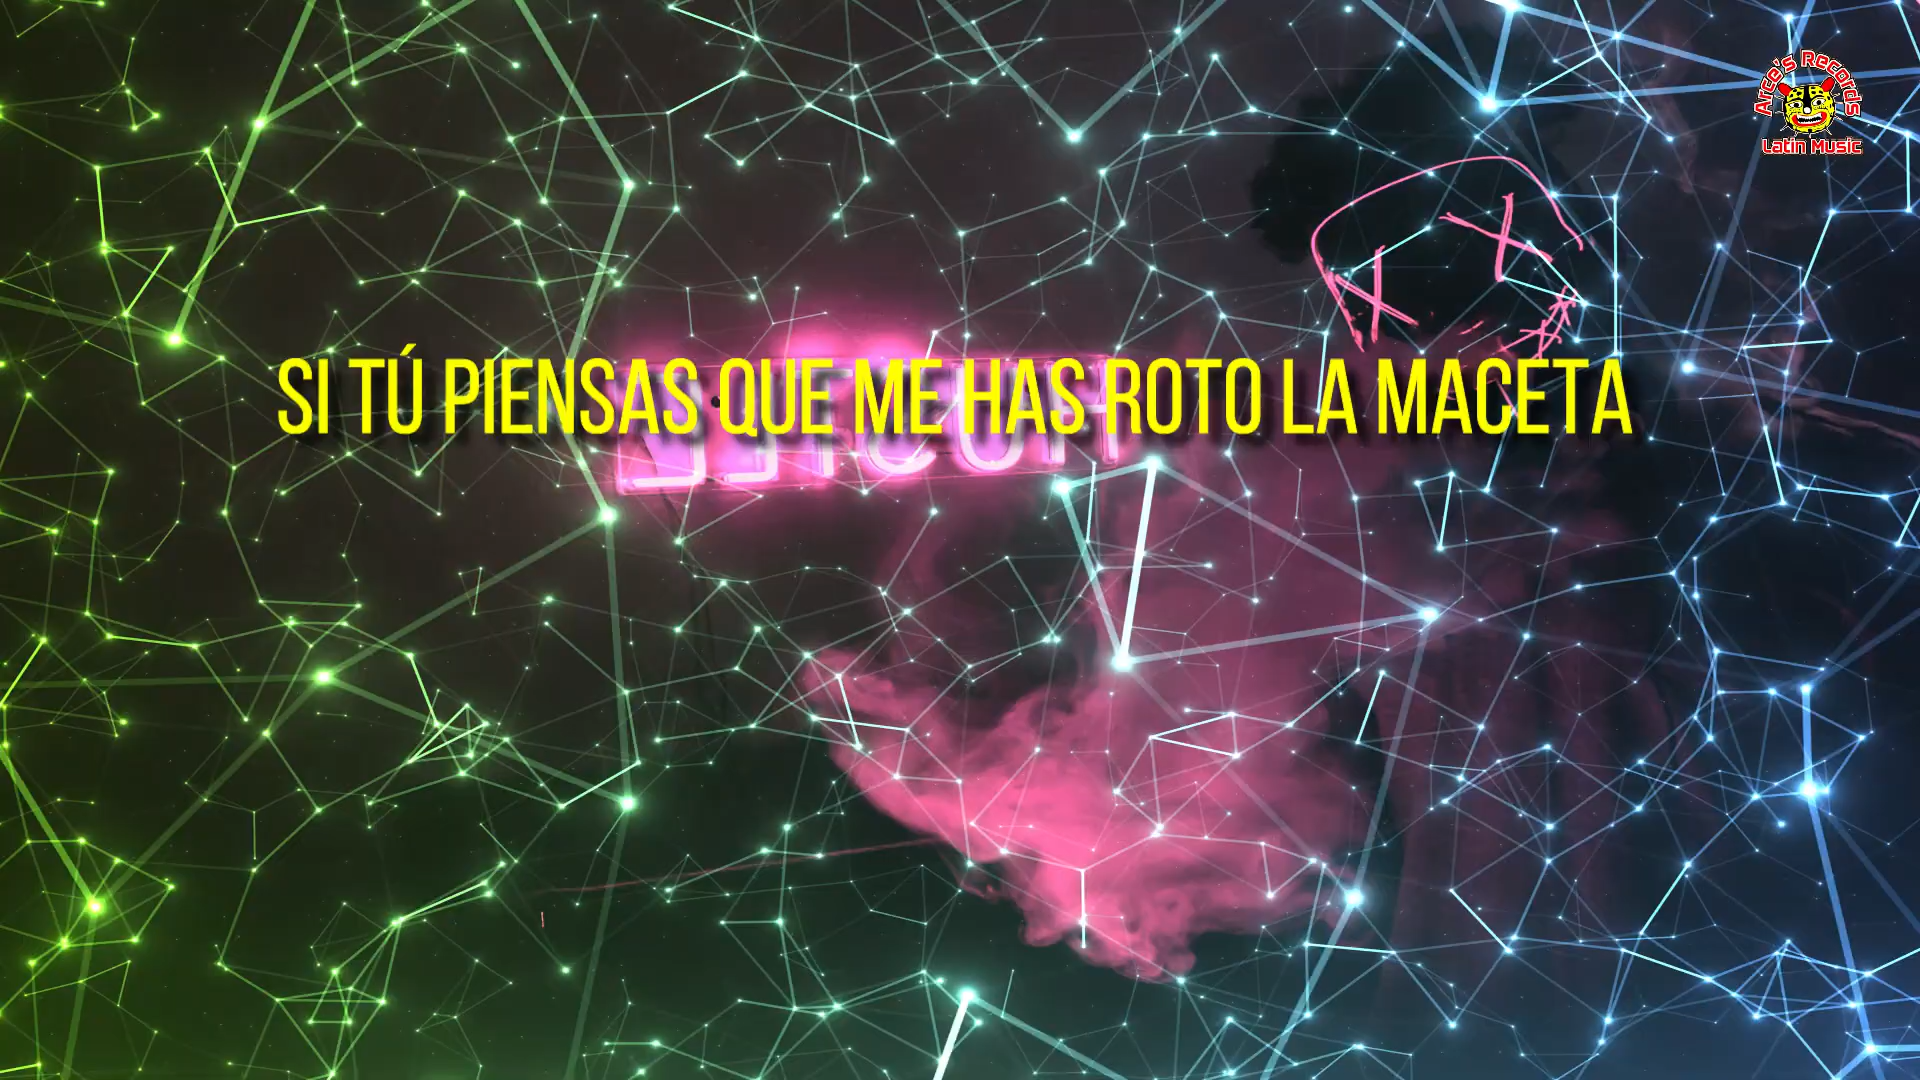 Arce's Records
Latin Music
SI TÚ PIENSAS QUE ME HAS ROTO LA MACETA